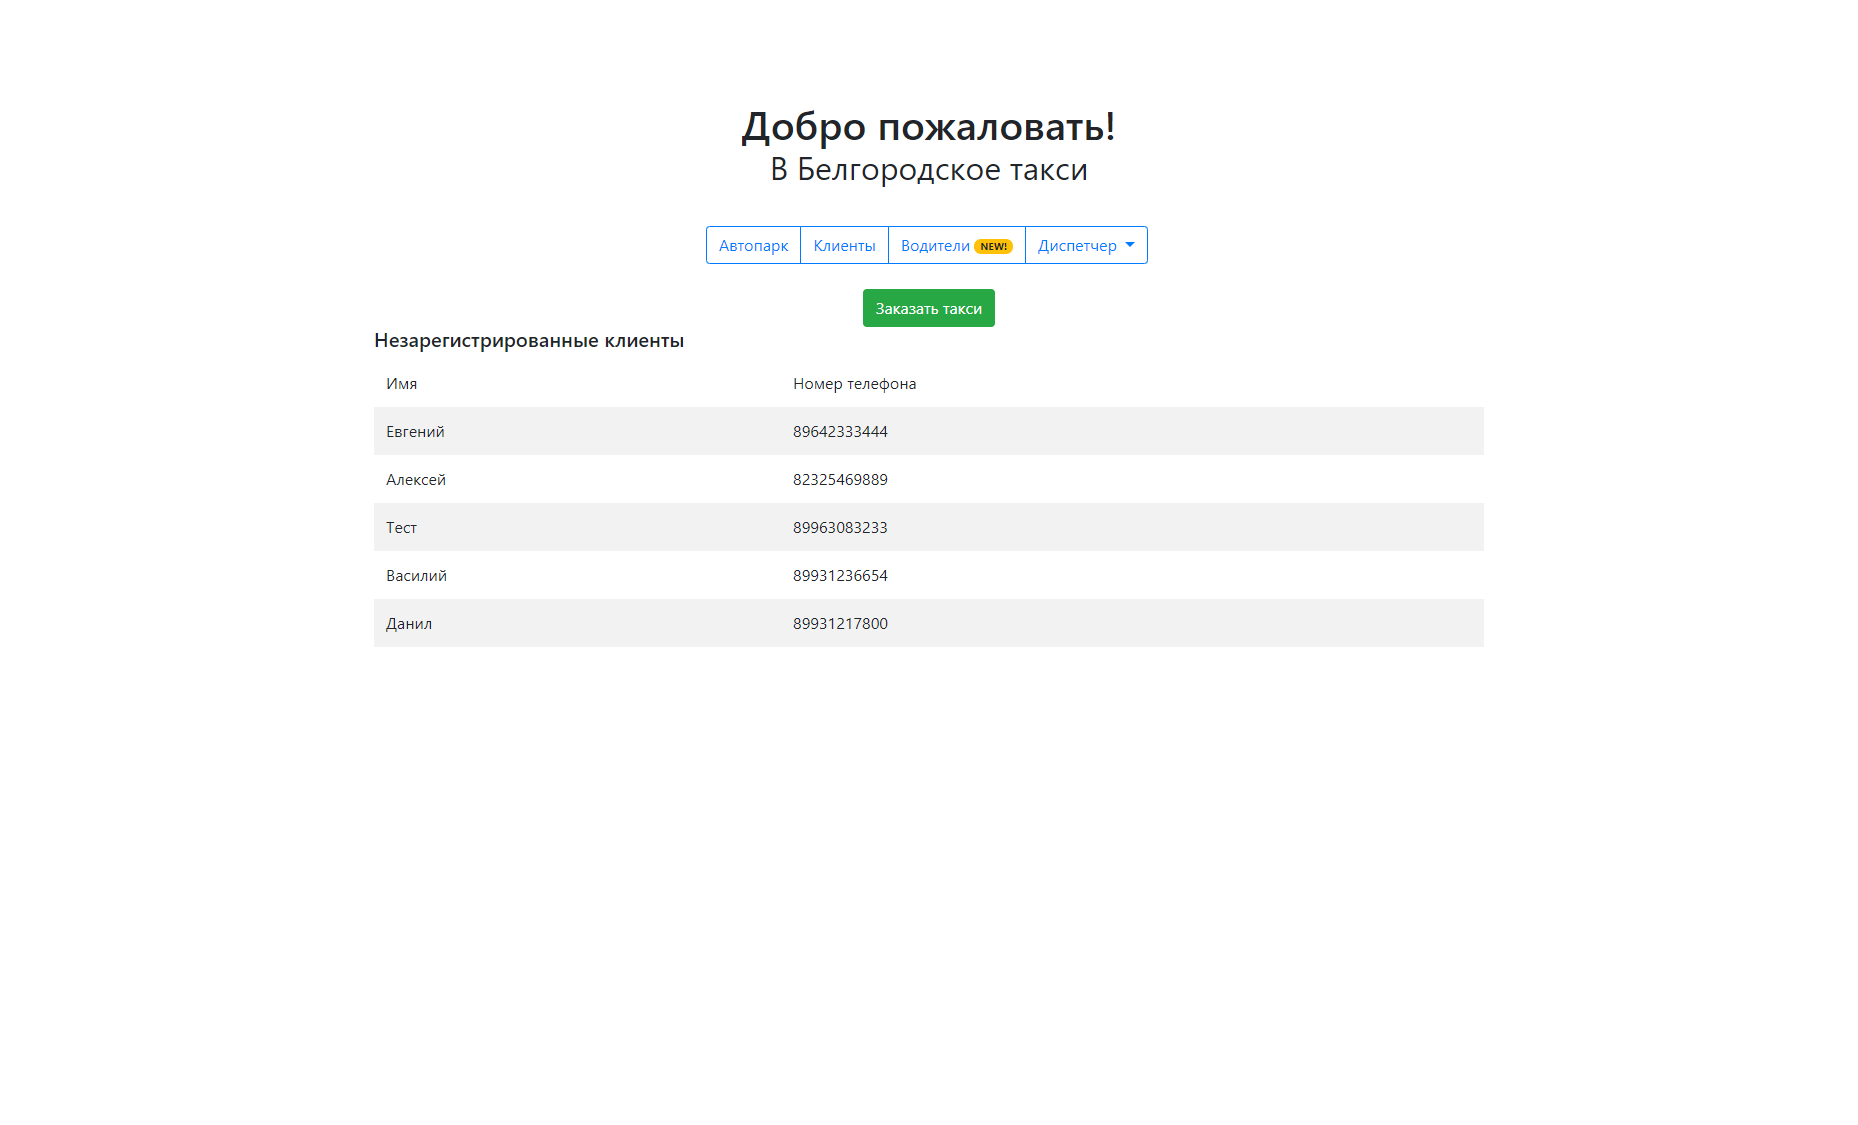 Добро пожаловать!
В Белгородское такси
Автопарк Клиенты Водители NEW! Диспетчер
Заказать такси
Незарегистрированные клиенты
Имя Номер телефона
Евгений 89642333444
Алексей 82325469889
Тест 89963083233
Василий 89931236654
Данил 89931217800